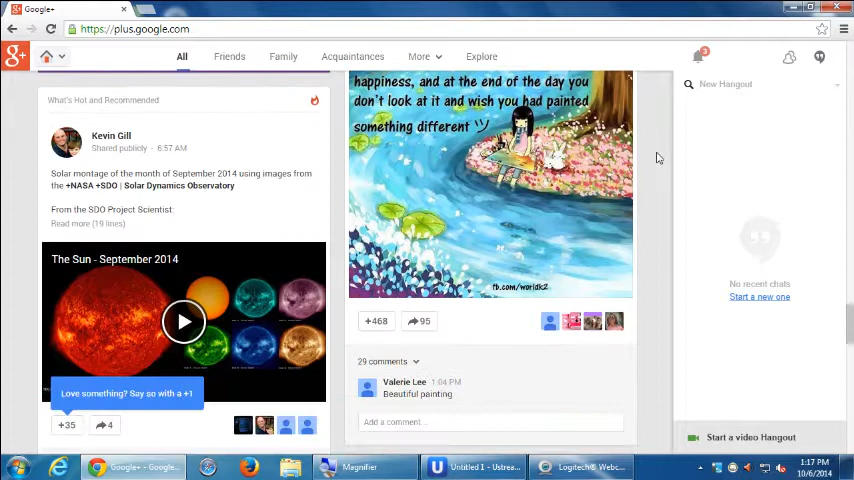 Google+
https://plus.google.com
g+
All
Friends
Family
Acquaintances
More
Explore
3
New Hangout
What's Hot and Recommended
Kevin Gill
Shared publicly - 6:57 AM
Solar montage of the month of September 2014 using images from
the +NASA +SDO | Solar Dynamics Observatory
From the SDO Project Scientist:
Read more (19 lines)
The Sun - September 2014
Love something? Say so with a +1
+35
4
happiness, and at the end of the day you
don't look at it and wish you had painted
something different ツ
fb.com/worldk2
+468
95
29 comments
Valerie Lee 1:04 PM
Beautiful painting
Add a comment...
No recent chats
Start a new one
Start a video Hangout
Google+ - Google...
Magnifier
Untitled 1 - Ustrea...
Logitech® Webc...
1:17 PM
10/6/2014